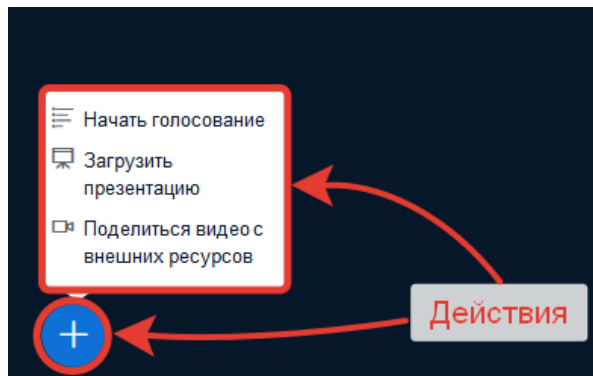 Начать голосование
Загрузить
презентацию
Поделиться видео с
внешних ресурсов
Действия